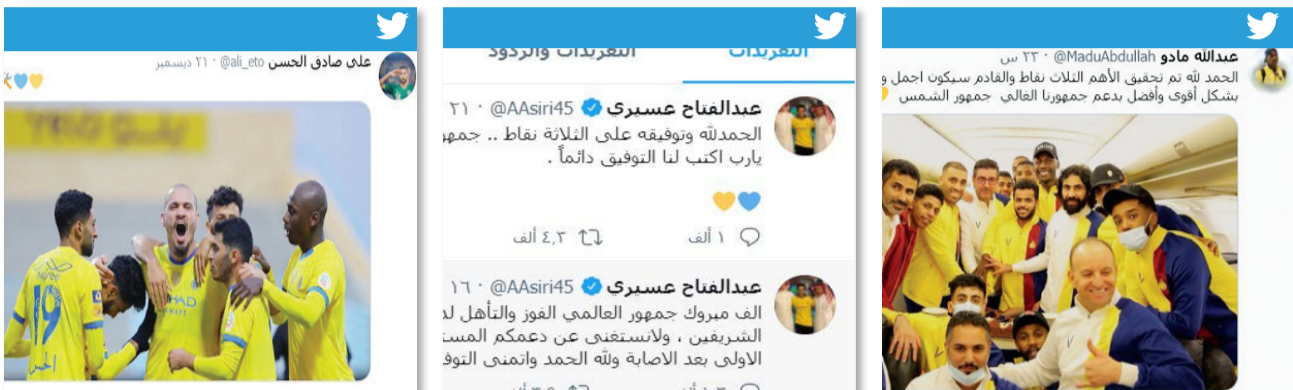 عبدالله مادو @MaduAbdullah · ٢٣ س
الحمد لله تم تحقيق الأهم الثلاث نقاط والقادم سيكون اجمل و
بشكل أقوى وأفضل بدعم جمهورنا الغالي جمهور الشمس
التغريدات التغريدات والردود
عبدالفتاح عسيري @AAsiri45 · ٢١
الحمدلله وتوفيقه على الثلاثة نقاط .. جمهو
يارب اكتب لنا التوفيق دائماً .
١ ألف ٤,٣ ألف
عبدالفتاح عسيري @AAsiri45 · ١٦
الف مبروك جمهور العالمي الفوز والتأهل لد
الشريفين ، ولانستغنى عن دعمكم المست
الاولى بعد الاصابة ولله الحمد واتمنى التوف
علي صادق الحسن @ali_eto · ٢١ ديسمبر
19